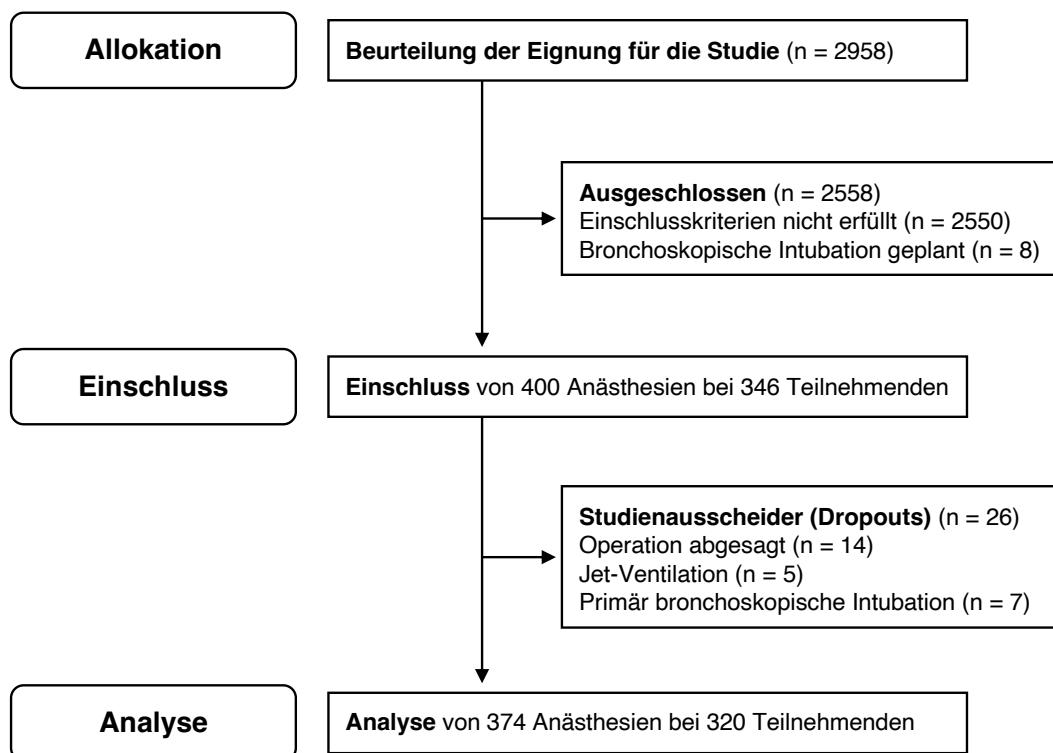 Allokation
Beurteilung der Eignung für die Studie (n = 2958)
Ausgeschlossen (n = 2558)
Einschlusskriterien nicht erfüllt (n = 2550)
Bronchoskopische Intubation geplant (n = 8)
Einschluss
Einschluss von 400 Anästhesien bei 346 Teilnehmenden
Studienausscheider (Dropouts) (n = 26)
Operation abgesagt (n = 14)
Jet-Ventilation (n = 5)
Primär bronchoskopische Intubation (n = 7)
Analyse
Analyse von 374 Anästhesien bei 320 Teilnehmenden